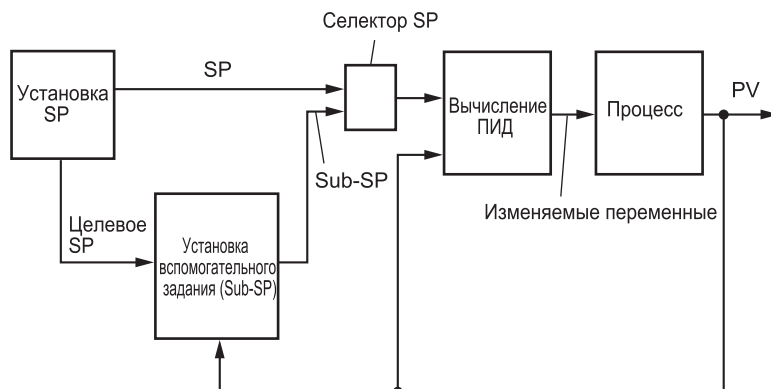 Селектор SP
SP
Установка
SP
Вычисление
ПИД
Процесс
PV
Sub-SP
Изменяемые переменные
Целевое
SP
Установка
вспомогательного
задания (Sub-SP)